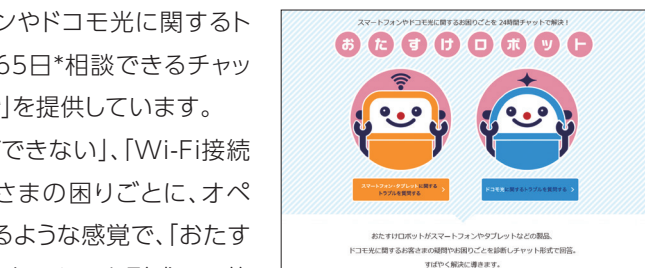 ンやドコモ光に関するト
65日*相談できるチャッ
」を提供しています。
できない」、「Wi-Fi接続
さまの困りごとに、オペ
るような感覚で、「おたす
スマートフォンやドコモ光に関するお困りごとを 24時間チャットで解決！
おたすけロボット
スマートフォン・タブレットに関する
トラブルを質問する
ドコモ光に関するトラブルを質問する
おたすけロボットがスマートフォンやタブレットなどの製品、
ドコモ光に関するお客さまの疑問やお困りごとを診断しチャット形式で回答。
すばやく解決に導きます。